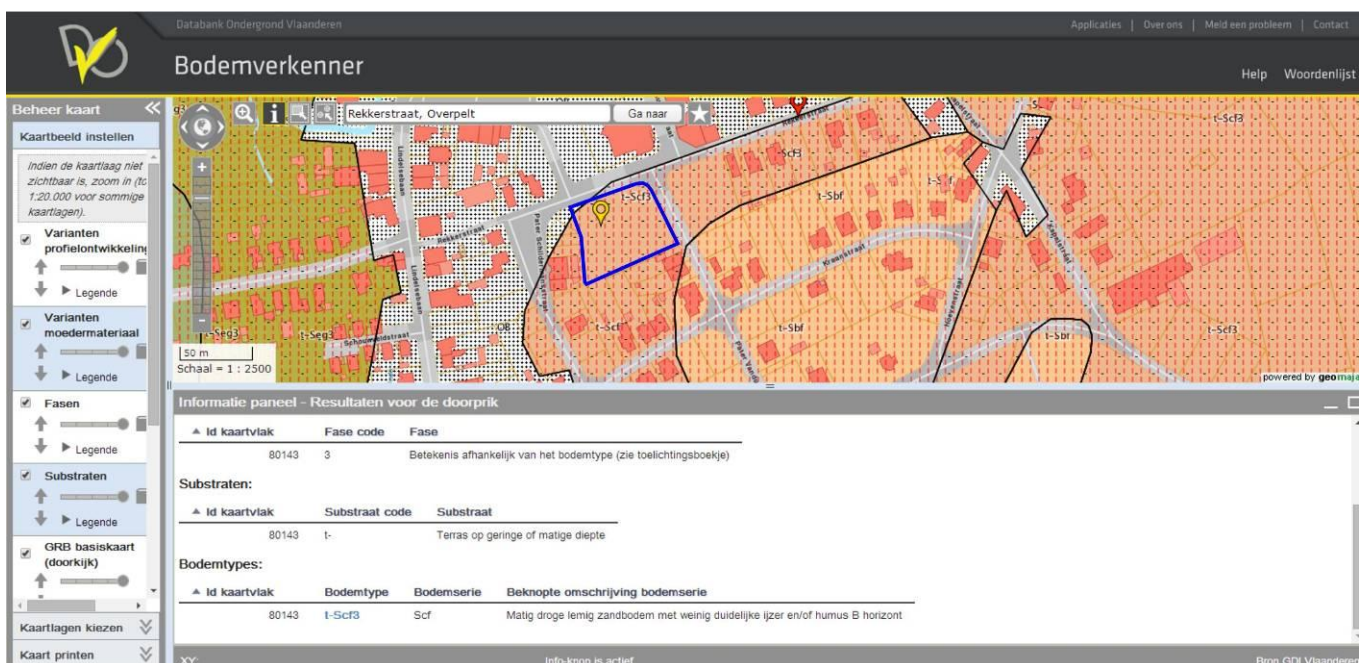 Databank Ondergrond Vlaanderen
Applicaties | Over ons | Meld een probleem | Contact
Bodemverkenner
Help Woordenlijst
Beheer kaart
Kaartbeeld instellen
Indien de kaartlaag niet
zichtbaar is, zoom in (to
1:20.000 voor sommige
kaartlagen).
Varianten
profielontwikkeling
Legende
Varianten
moedermateriaal
Legende
Fasen
Legende
Substraten
Legende
GRB basiskaart
(doorkijk)
Kaartlagen kiezen
Kaart printen
Rekkerstraat, Overpelt
Ga naar
t-Scf3
t-Scf3
t-Scf3
t-Sbf
Lindelsebaan
Rekkerstraat
Kraanstraat
Kapelstraat
t-Seg3
t-Seg3
Lindelsebaan
OB
t-Scf
t-Sbf
t-Sbf
t-Scf3
50 m
Schaal = 1 : 2500
powered by geomaja
Informatie paneel - Resultaten voor de doorprik
Id kaartvlak Fase code Fase
80143 3 Betekenis afhankelijk van het bodemtype (zie toelichtingsboekje)
Substraten:
Id kaartvlak Substraat code Substraat
80143 t- Terras op geringe of matige diepte
Bodemtypes:
Id kaartvlak Bodemtype Bodemserie Beknopte omschrijving bodemserie
80143 t-Scf3 Scf Matig droge lemig zandbodem met weinig duidelijke ijzer en/of humus B horizont
XY:
Info-knop is actief
Bron GDI Vlaanderen